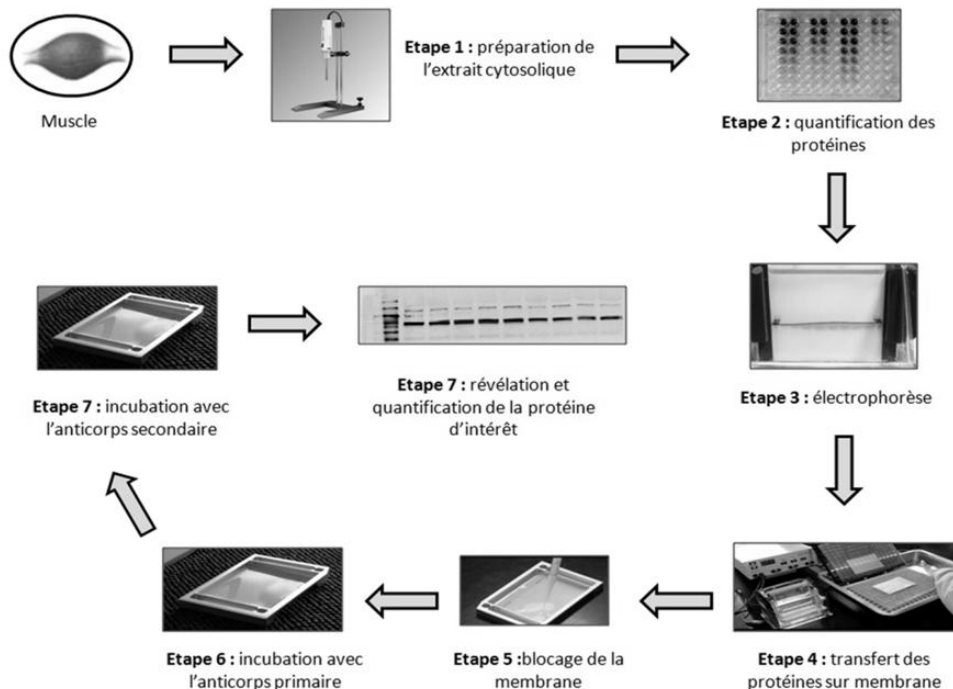 Muscle
Etape 1 : préparation de
l'extrait cytosolique
Etape 2 : quantification des
protéines
Etape 3 : électrophorèse
Etape 4 : transfert des
protéines sur membrane
Etape 5 :blocage de la
membrane
Etape 6 : incubation avec
l'anticorps primaire
Etape 7 : incubation avec
l'anticorps secondaire
Etape 7 : révélation et
quantification de la protéine
d'intérêt